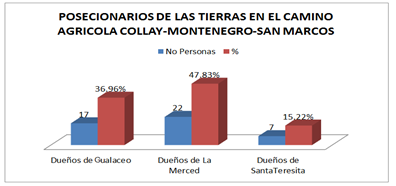 POSECIONARIOS DE LAS TIERRAS EN EL CAMINO
AGRICOLA COLLAY-MONTENEGRO-SAN MARCOS
No Personas %
17 36,96%
22 47,83%
7 15,22%
Dueños de Gualaceo
Dueños de La
Merced
Dueños de
SantaTeresita